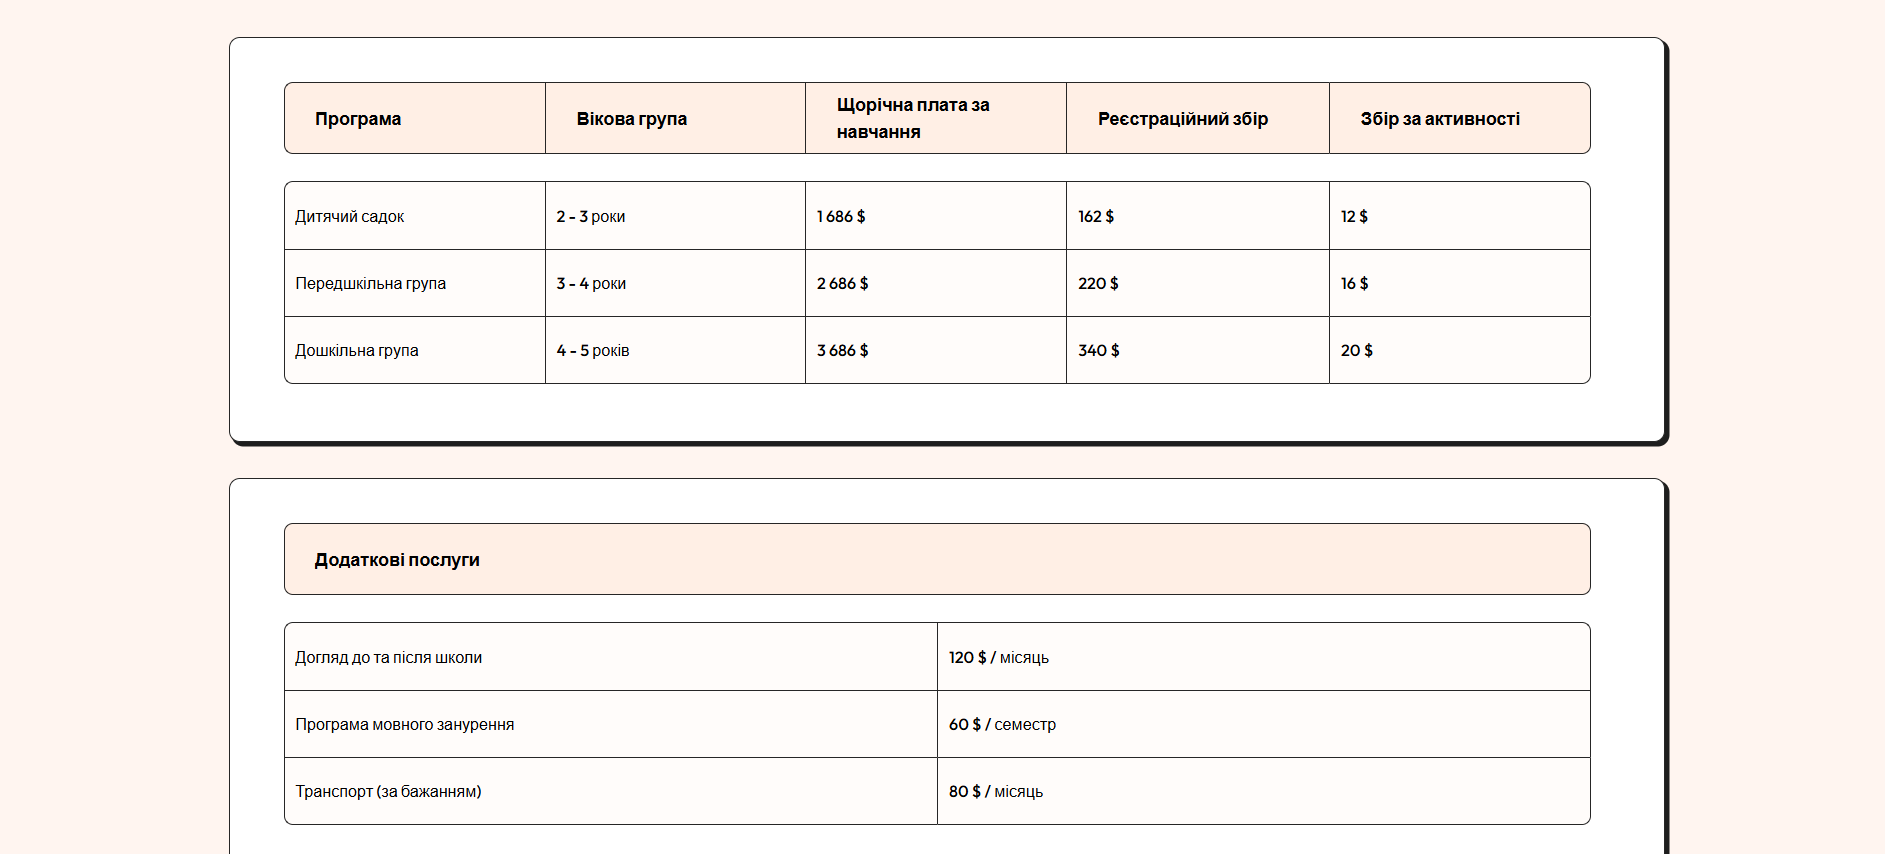 Програма Вікова група Щорічна плата за навчання Реєстраційний збір Збір за активності
Дитячий садок 2 - 3 роки 1 686 $ 162 $ 12 $
Передшкільна група 3 - 4 роки 2 686 $ 220 $ 16 $
Дошкільна група 4 - 5 років 3 686 $ 340 $ 20 $
Додаткові послуги
Догляд до та після школи 120 $ / місяць
Програма мовного занурення 60 $ / семестр
Транспорт (за бажанням) 80 $ / місяць